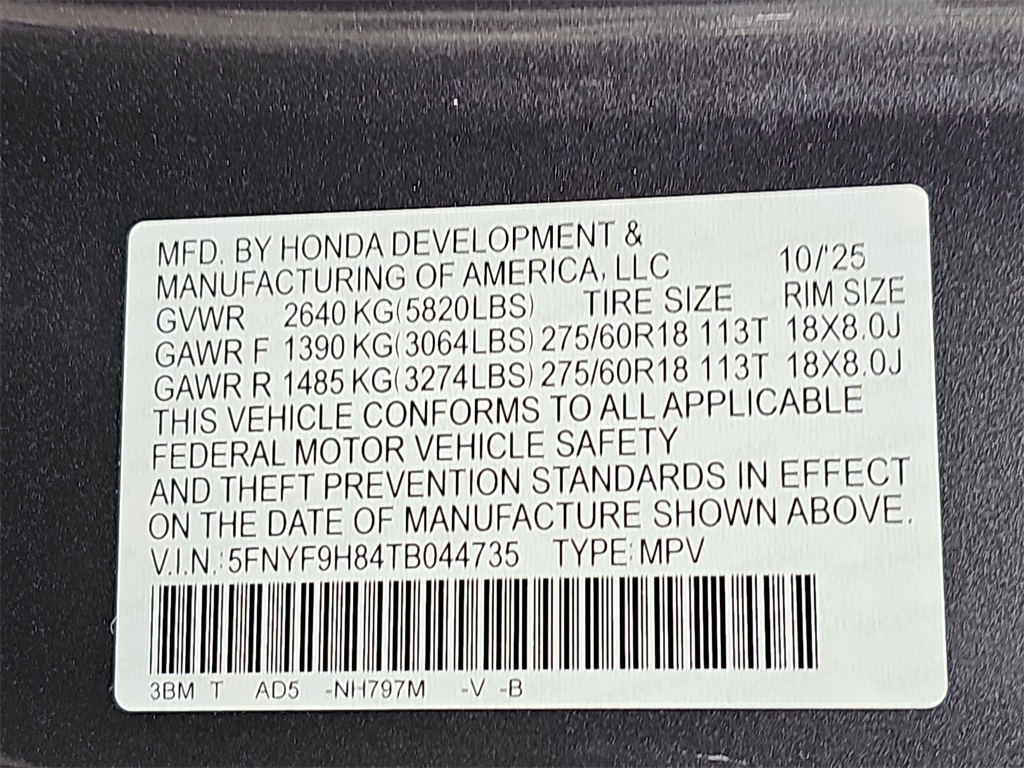 MFD. BY HONDA DEVELOPMENT &
MANUFACTURING OF AMERICA, LLC 10/'25
GVWR 2640 KG(5820LBS) TIRE SIZE RIM SIZE
GAWR F 1390 KG(3064LBS) 275/60R18 113T 18X8.0J
GAWR R 1485 KG(3274LBS) 275/60R18 113T 18X8.0J
THIS VEHICLE CONFORMS TO ALL APPLICABLE
FEDERAL MOTOR VEHICLE SAFETY
AND THEFT PREVENTION STANDARDS IN EFFECT
ON THE DATE OF MANUFACTURE SHOWN ABOVE.
V.I.N.: 5FNYF9H84TB044735 TYPE: MPV
3BM T AD5 -NH797M -V -B